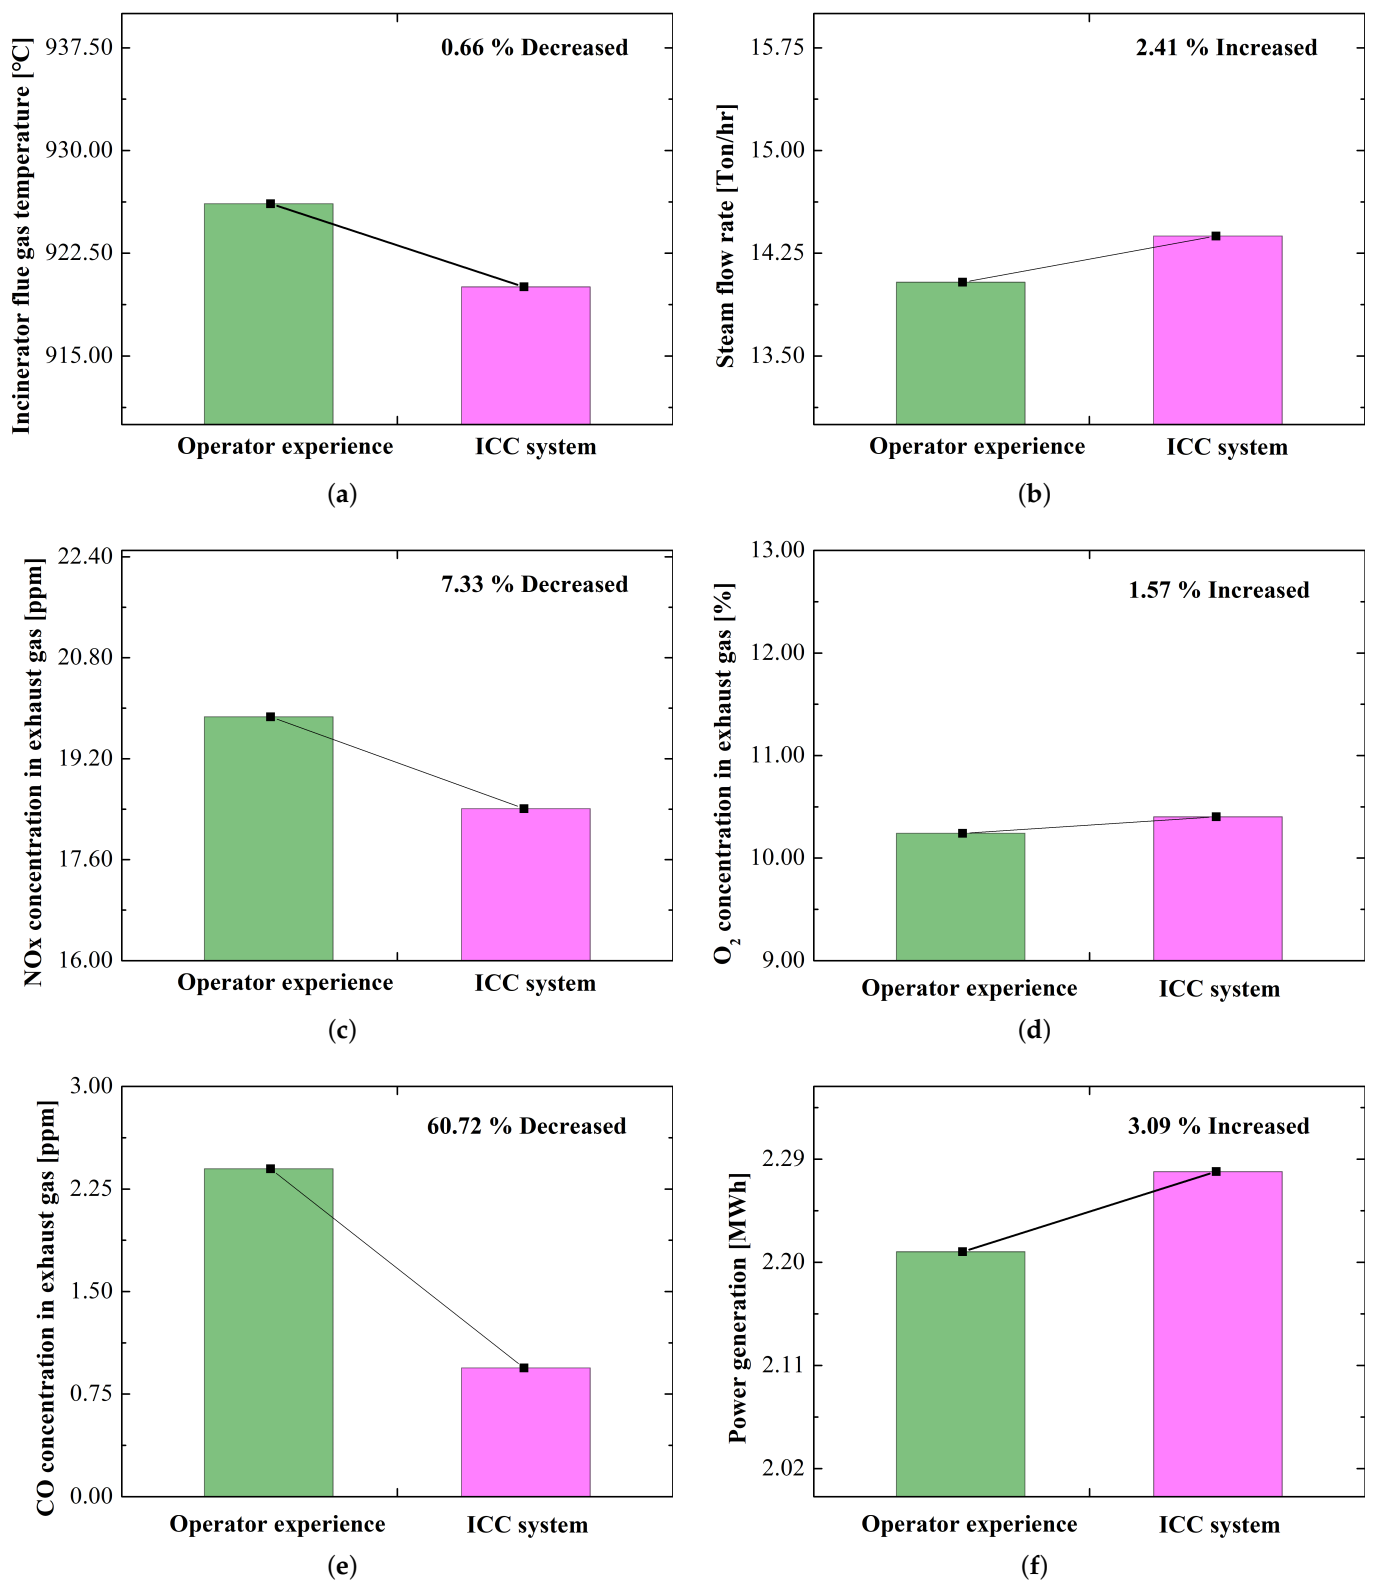 Incinerator flue gas temperature [°C]
937.50
930.00
922.50
915.00
0.66 % Decreased
Operator experience
ICC system
(a)
Steam flow rate [Ton/hr]
15.75
15.00
14.25
13.50
2.41 % Increased
Operator experience
ICC system
(b)
NOx concentration in exhaust gas [ppm]
22.40
20.80
19.20
17.60
16.00
7.33 % Decreased
Operator experience
ICC system
(c)
O₂ concentration in exhaust gas [%]
13.00
12.00
11.00
10.00
9.00
1.57 % Increased
Operator experience
ICC system
(d)
CO concentration in exhaust gas [ppm]
3.00
2.25
1.50
0.75
0.00
60.72 % Decreased
Operator experience
ICC system
(e)
Power generation [MWh]
2.29
2.20
2.11
2.02
3.09 % Increased
Operator experience
ICC system
(f)